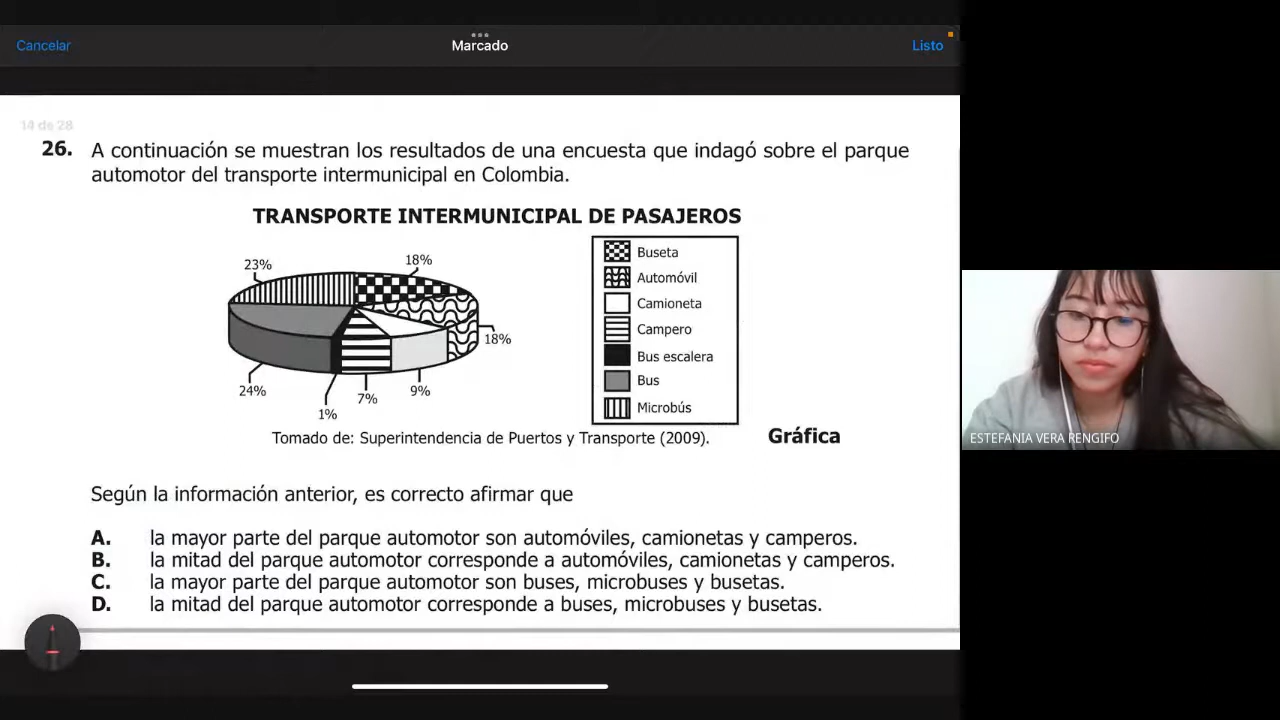 Cancelar
Marcado
Listo
14 de 28
26. A continuación se muestran los resultados de una encuesta que indagó sobre el parque
automotor del transporte intermunicipal en Colombia.
TRANSPORTE INTERMUNICIPAL DE PASAJEROS
23%
18%
18%
24%
1%
7%
9%
Buseta
Automóvil
Camioneta
Campero
Bus escalera
Bus
Microbús
Tomado de: Superintendencia de Puertos y Transporte (2009).
Gráfica
Según la información anterior, es correcto afirmar que
A. la mayor parte del parque automotor son automóviles, camionetas y camperos.
B. la mitad del parque automotor corresponde a automóviles, camionetas y camperos.
C. la mayor parte del parque automotor son buses, microbuses y busetas.
D. la mitad del parque automotor corresponde a buses, microbuses y busetas.
ESTEFANIA VERA RENGIFO